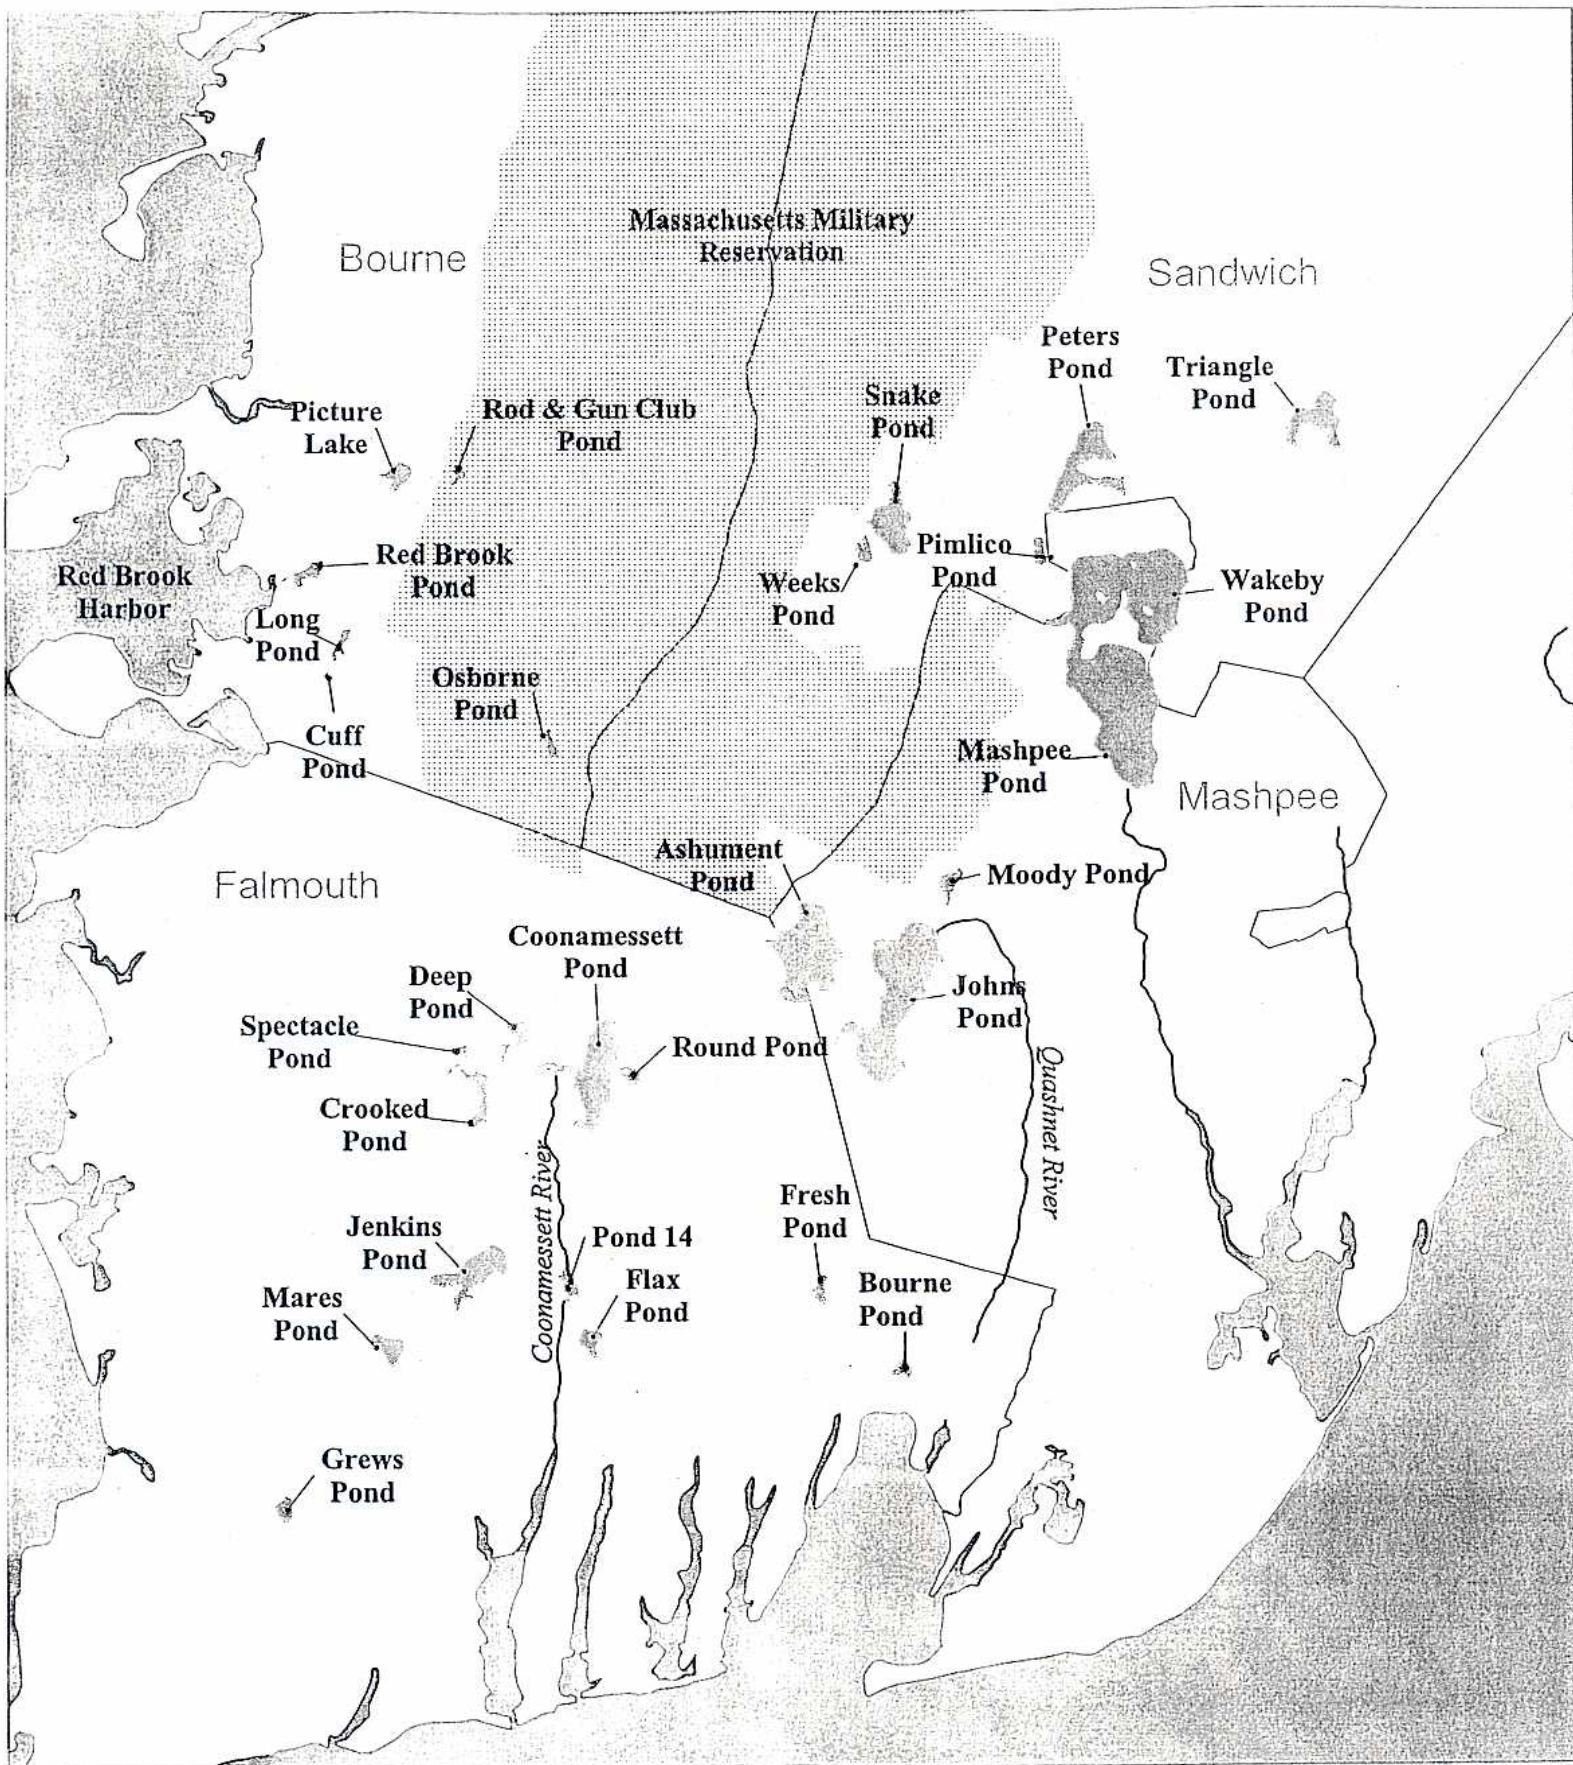 Massachusetts Military
Reservation
Bourne
Sandwich
Peters
Pond
Triangle
Pond
Snake
Pond
Picture
Lake
Rod & Gun Club
Pond
Red Brook
Pond
Pimlico
Pond
Red Brook
Harbor
Weeks
Pond
Wakeby
Pond
Long
Pond
Osborne
Pond
Cuff
Pond
Mashpee
Pond
Mashpee
Ashument
Pond
Moody Pond
Falmouth
Coonamessett
Pond
Deep
Pond
Johns
Pond
Spectacle
Pond
Round Pond
Crooked
Pond
Quashnet River
Coonamessett River
Fresh
Pond
Jenkins
Pond
Pond 14
Flax
Pond
Bourne
Pond
Mares
Pond
Grews
Pond